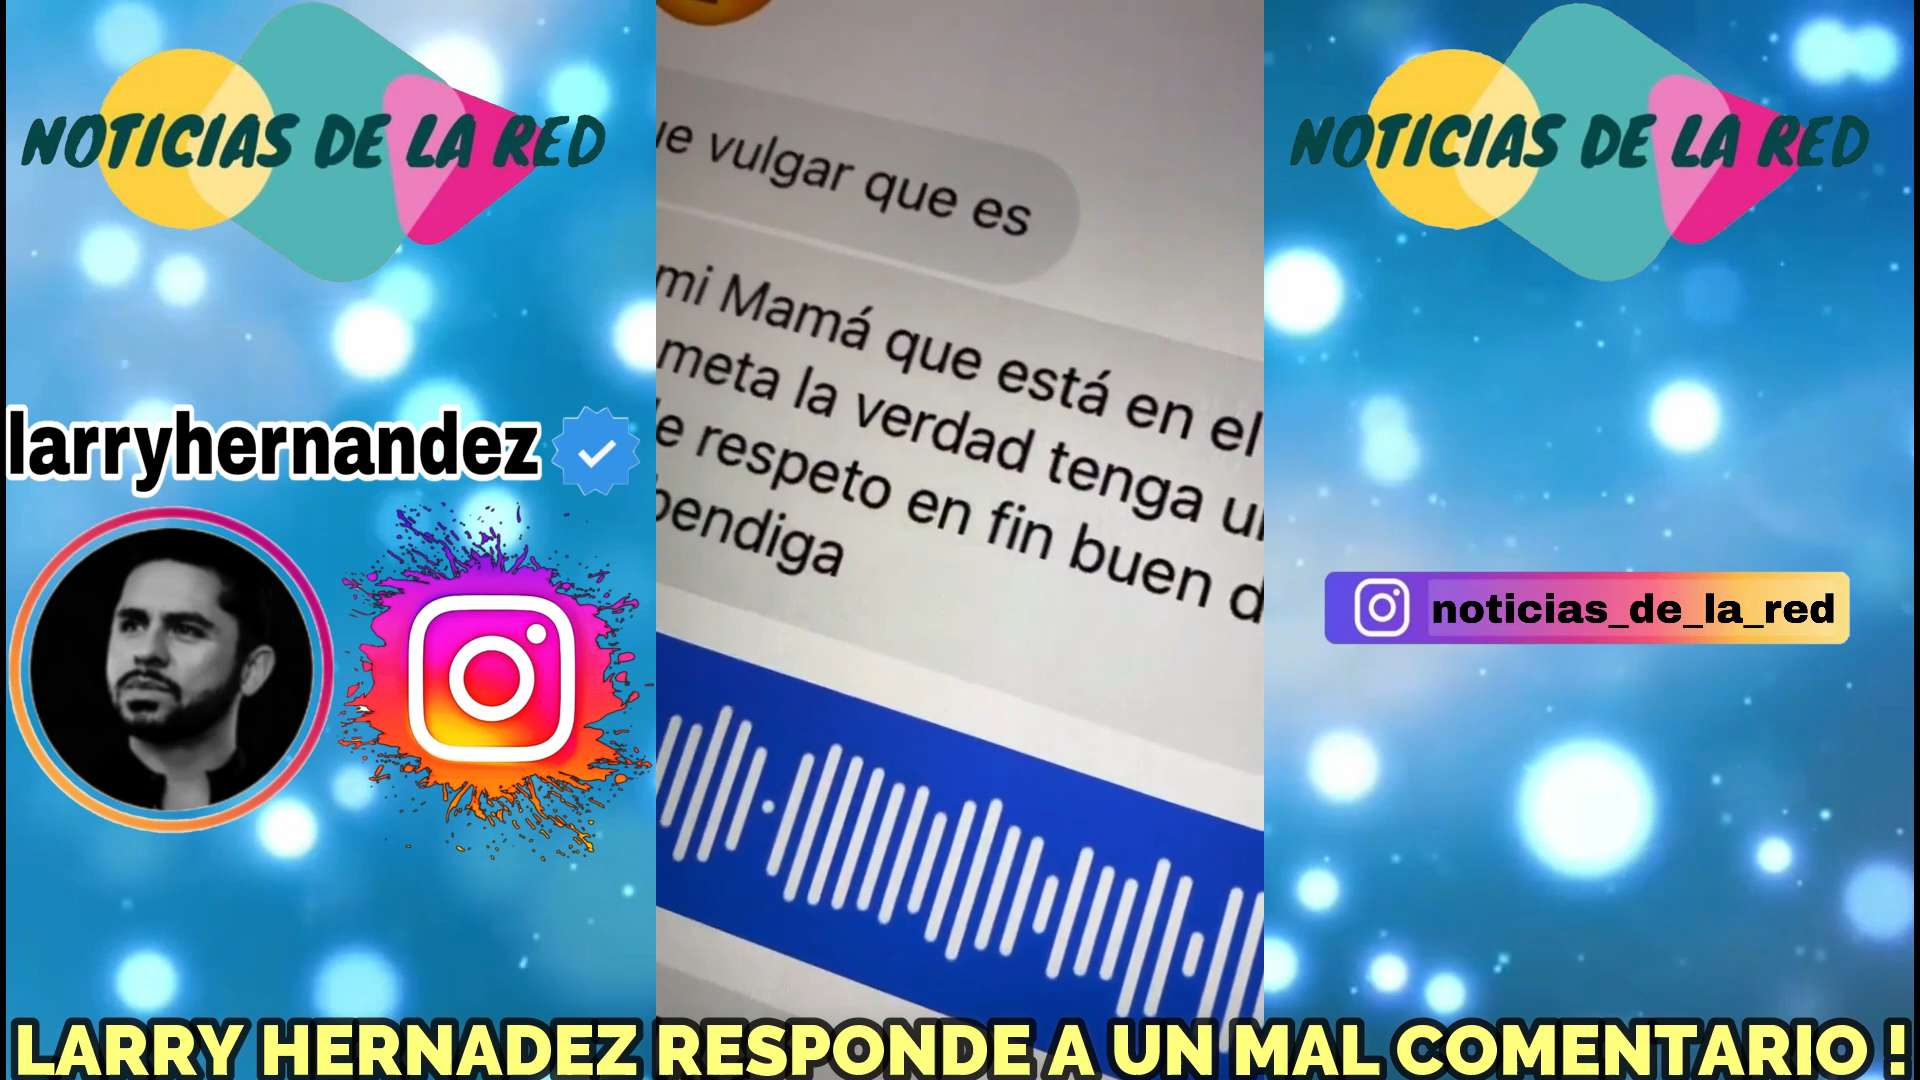 NOTICIAS DE LA RED
larryhernandez
vulgar que es
mi Mamá que está en el
meta la verdad tenga
respeto en fin buen
NOTICIAS DE LA RED
noticias_de_la_red
LARRY HERNADEZ RESPONDE A UN MAL COMENTARIO !